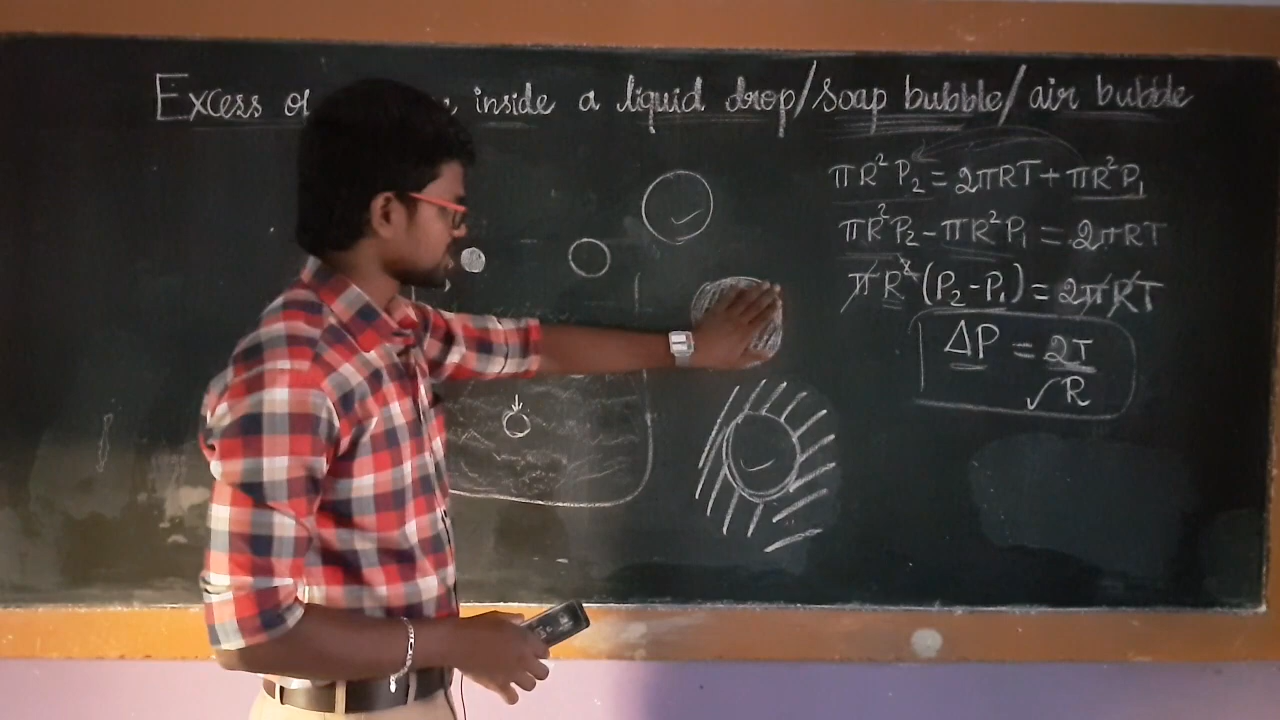 Excess inside a liquid drop/soap bubble/air bubble
πR²P₂ = 2πRT + πR²P₁
πR²P₂ - πR²P₁ = 2πRT
πR²(P₂-P₁) = 2πRT
ΔP = 2T
R